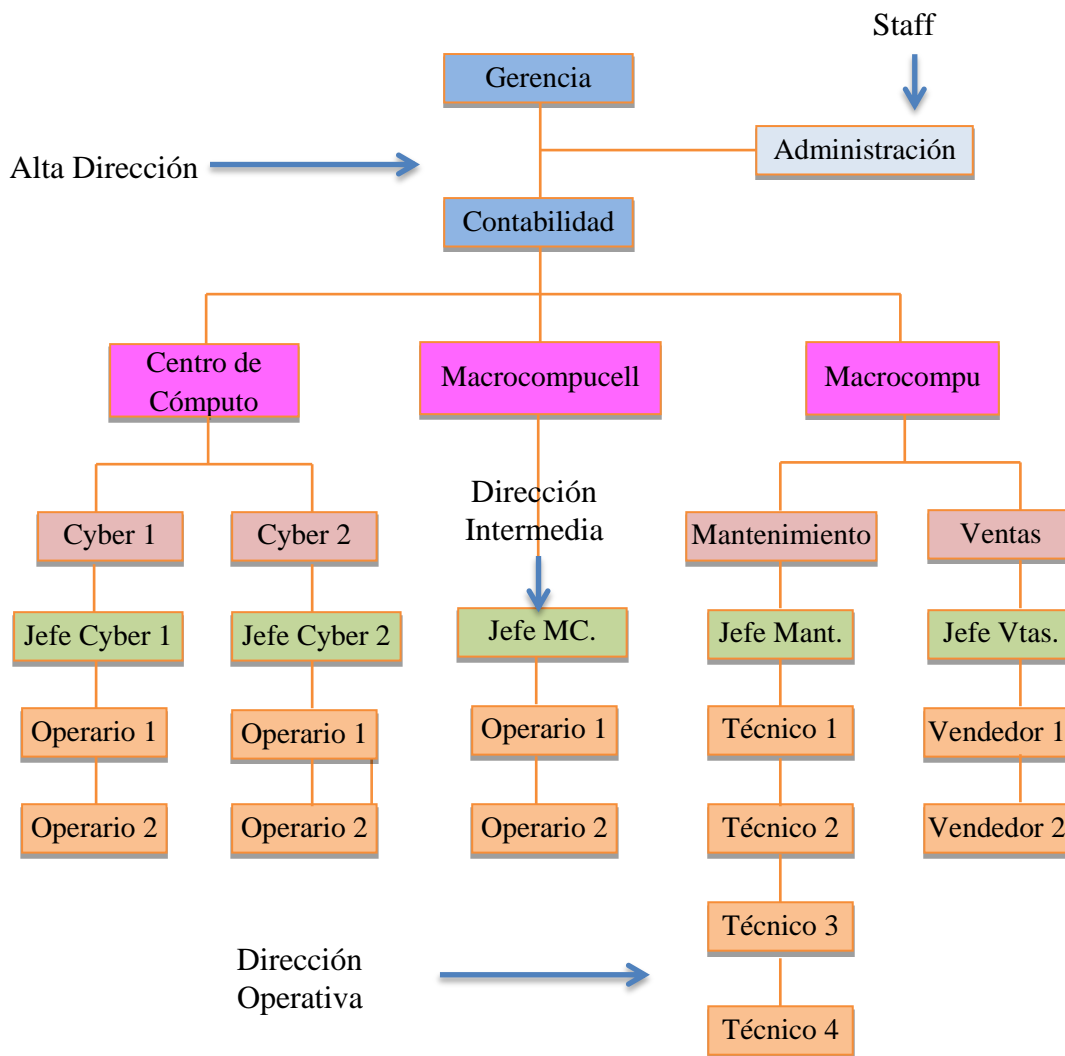 Staff
Gerencia
Administración
Alta Dirección
Contabilidad
Centro de
Cómputo
Macrocompucell
Macrocompu
Dirección
Intermedia
Cyber 1
Cyber 2
Mantenimiento
Ventas
Jefe Cyber 1
Jefe Cyber 2
Jefe MC.
Jefe Mant.
Jefe Vtas.
Operario 1
Operario 1
Operario 1
Técnico 1
Vendedor 1
Operario 2
Operario 2
Operario 2
Técnico 2
Vendedor 2
Técnico 3
Dirección
Operativa
Técnico 4